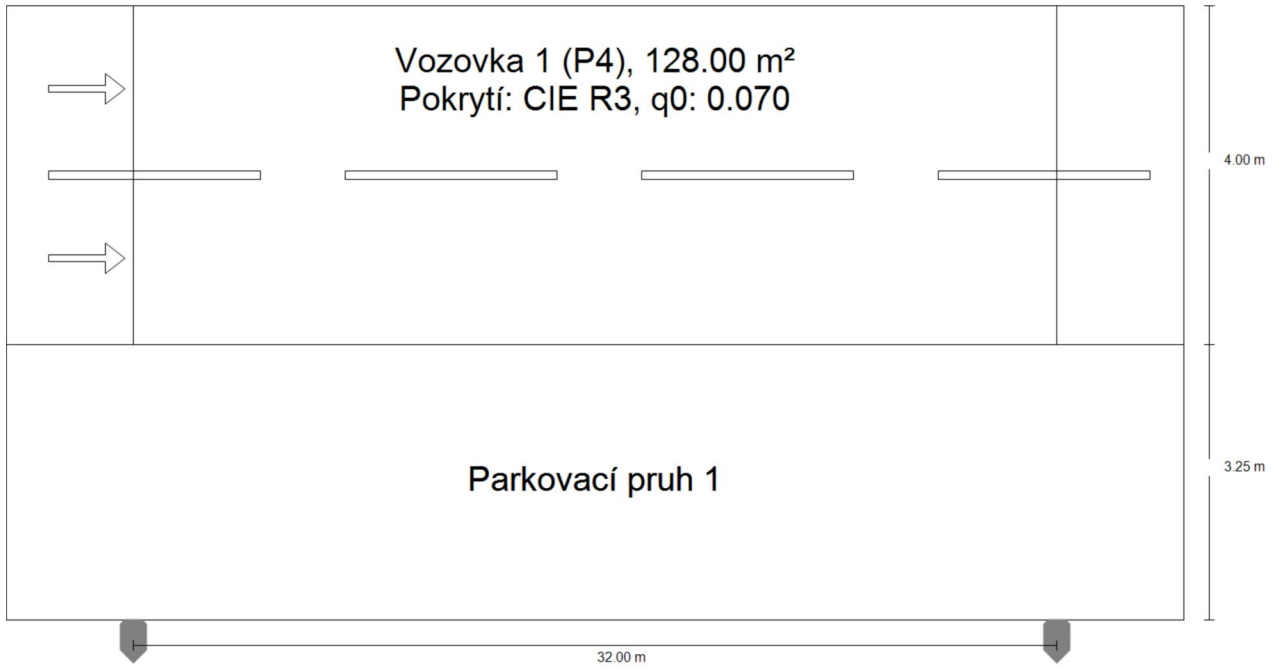 Vozovka 1 (P4), 128.00 m²
Pokrytí: CIE R3, q0: 0.070
4.00 m
Parkovací pruh 1
3.25 m
32.00 m